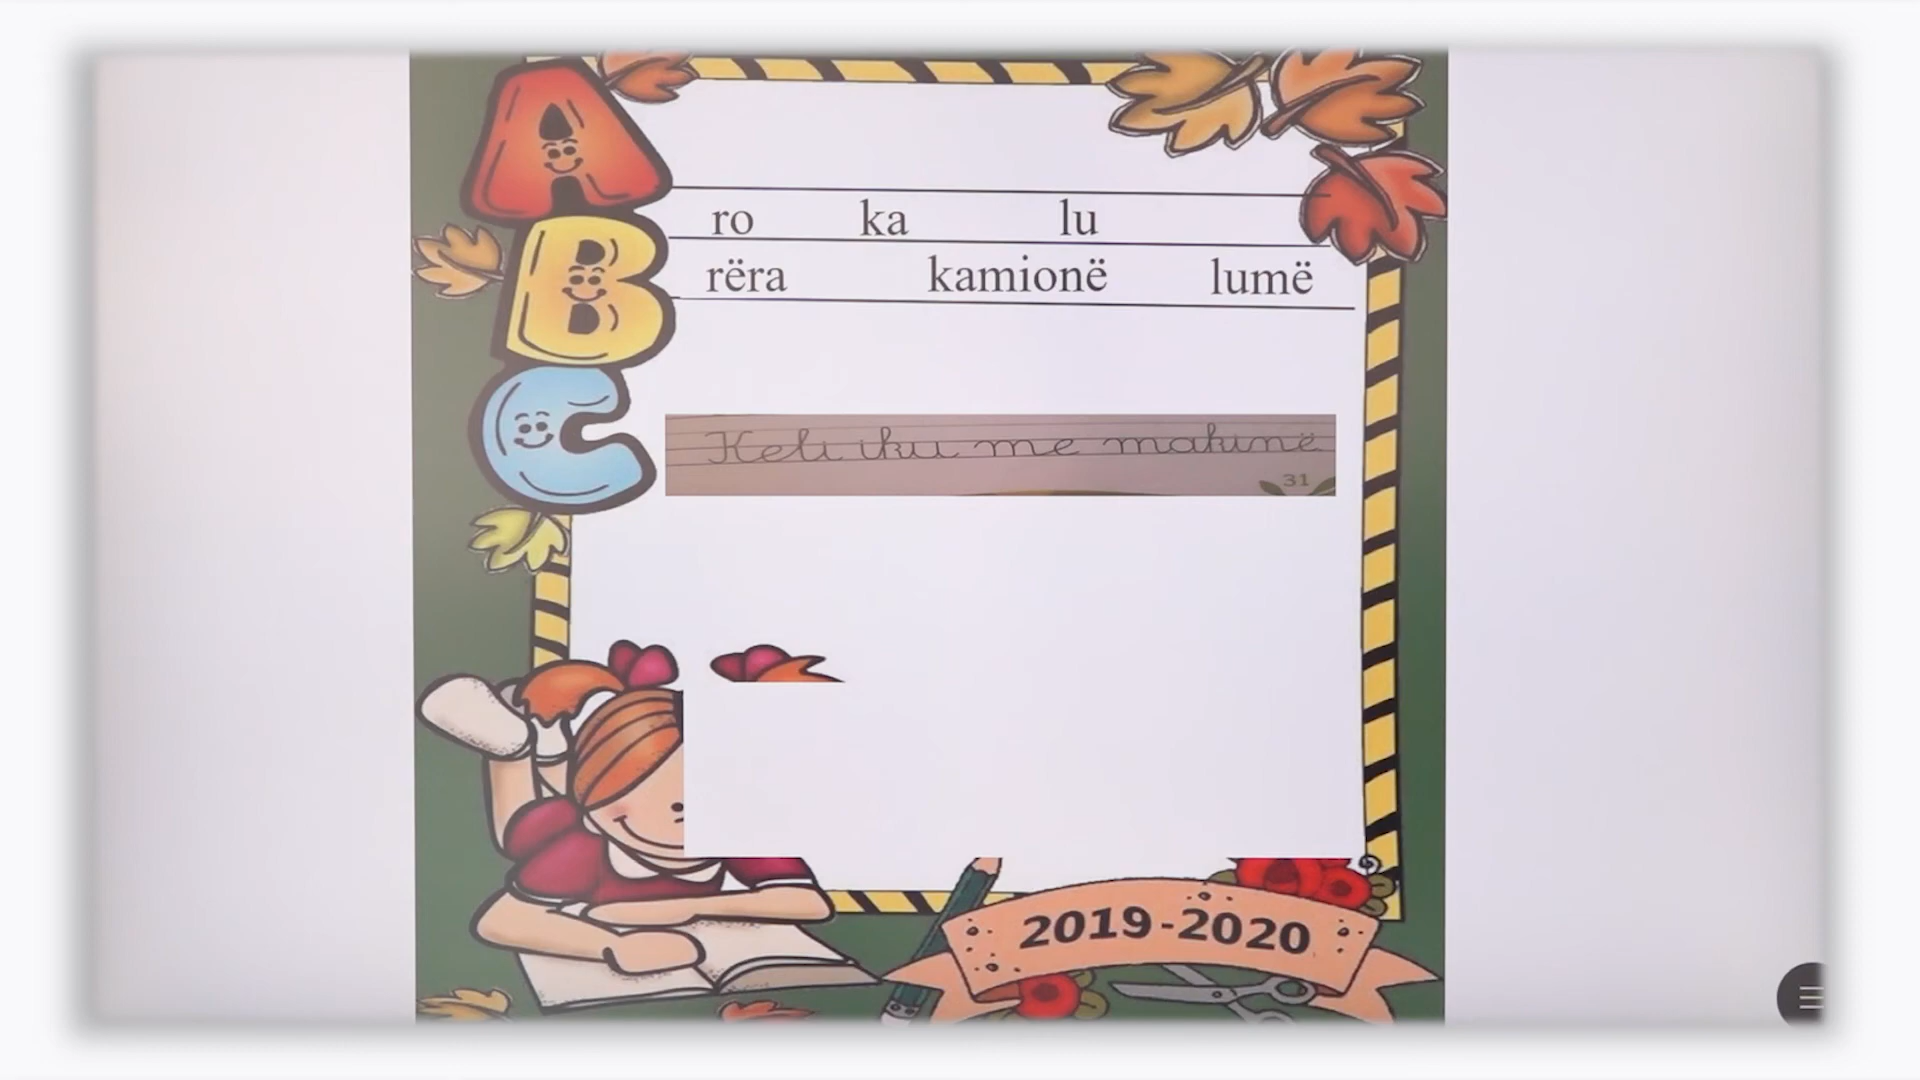 A
B
C
ro ka lu
rëra kamionë lumë
Keli iku me makinë
31
2019-2020